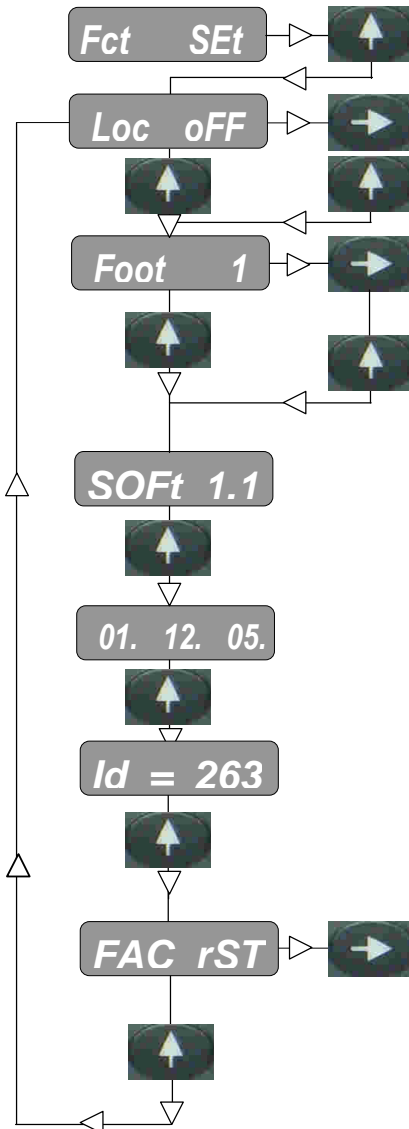 Fct SEt
Loc oFF
Foot 1
SOFt 1.1
01. 12. 05.
Id = 263
FAC rST